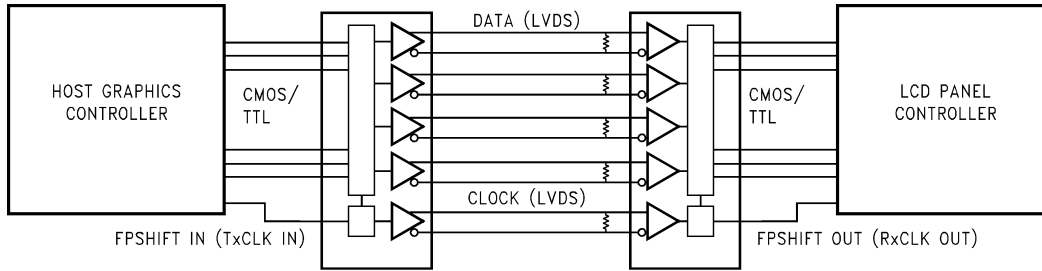 DATA (LVDS)
HOST GRAPHICS
CONTROLLER
CMOS/
TTL
CMOS/
TTL
LCD PANEL
CONTROLLER
CLOCK (LVDS)
FPSHIFT IN (TxCLK IN)
FPSHIFT OUT (RxCLK OUT)